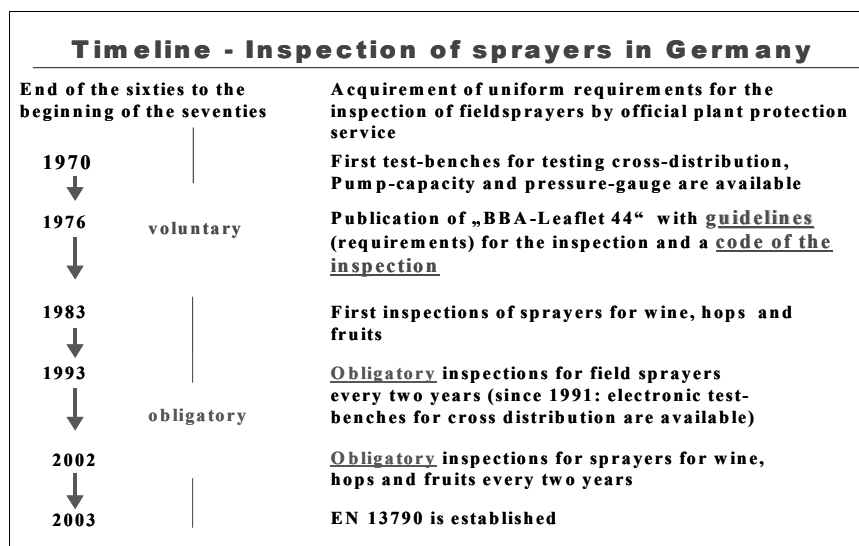 Timeline - Inspection of sprayers in Germany
End of the sixties to the
beginning of the seventies
Acquirement of uniform requirements for the
inspection of fieldsprayers by official plant protection
service
1970
First test-benches for testing cross-distribution,
Pump-capacity and pressure-gauge are available
1976
voluntary
Publication of „BBA-Leaflet 44“ with guidelines
(requirements) for the inspection and a code of the
inspection
1983
First inspections of sprayers for wine, hops and
fruits
1993
Obligatory inspections for field sprayers
every two years (since 1991: electronic test-
benches for cross distribution are available)
obligatory
2002
Obligatory inspections for sprayers for wine,
hops and fruits every two years
2003
EN 13790 is established